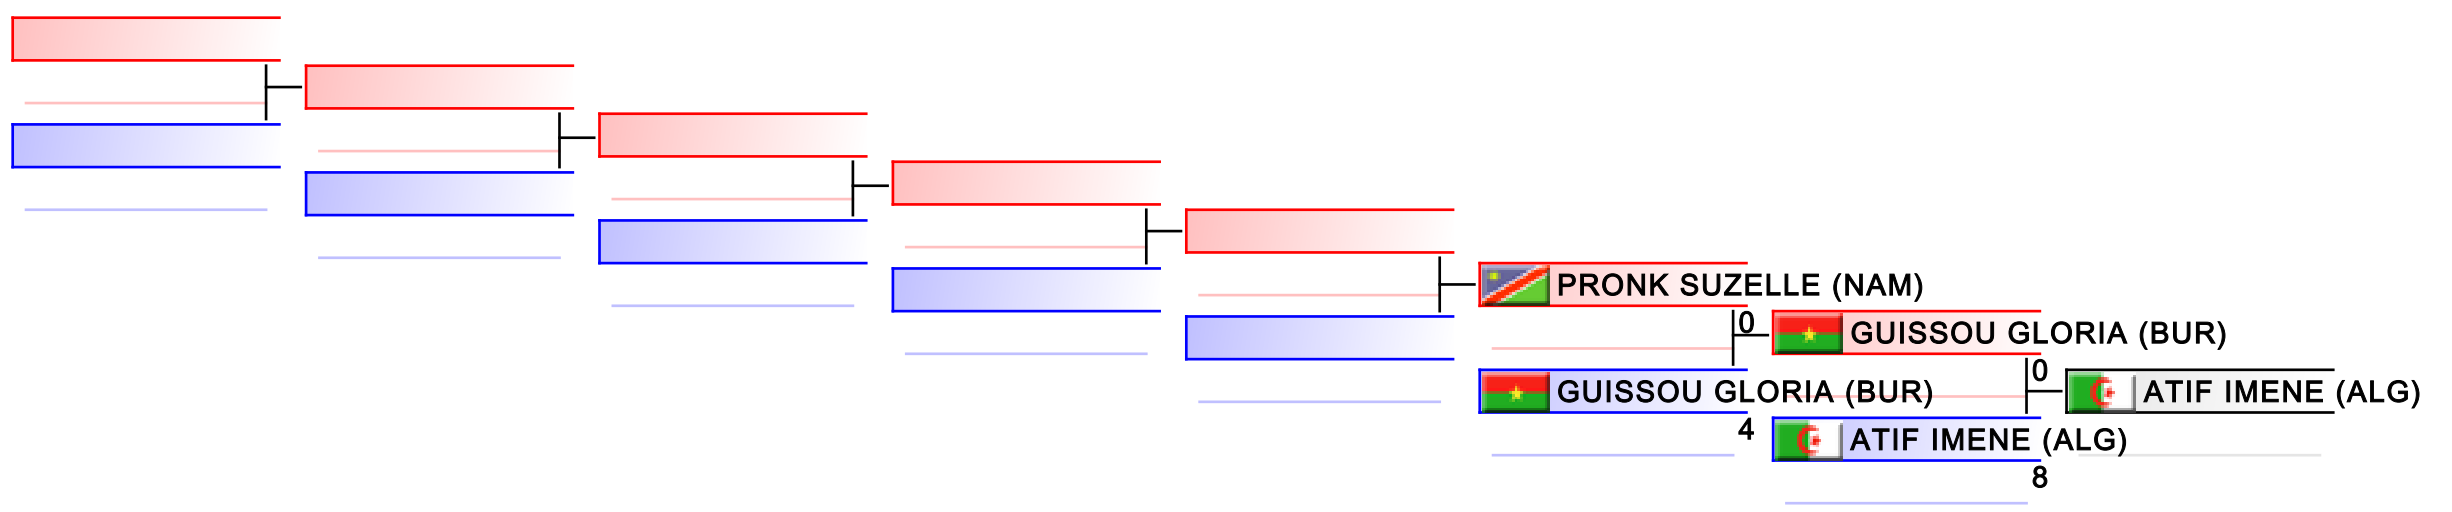 PRONK SUZELLE (NAM)
0
GUISSOU GLORIA (BUR)
4
GUISSOU GLORIA (BUR)
0
ATIF IMENE (ALG)
8
ATIF IMENE (ALG)